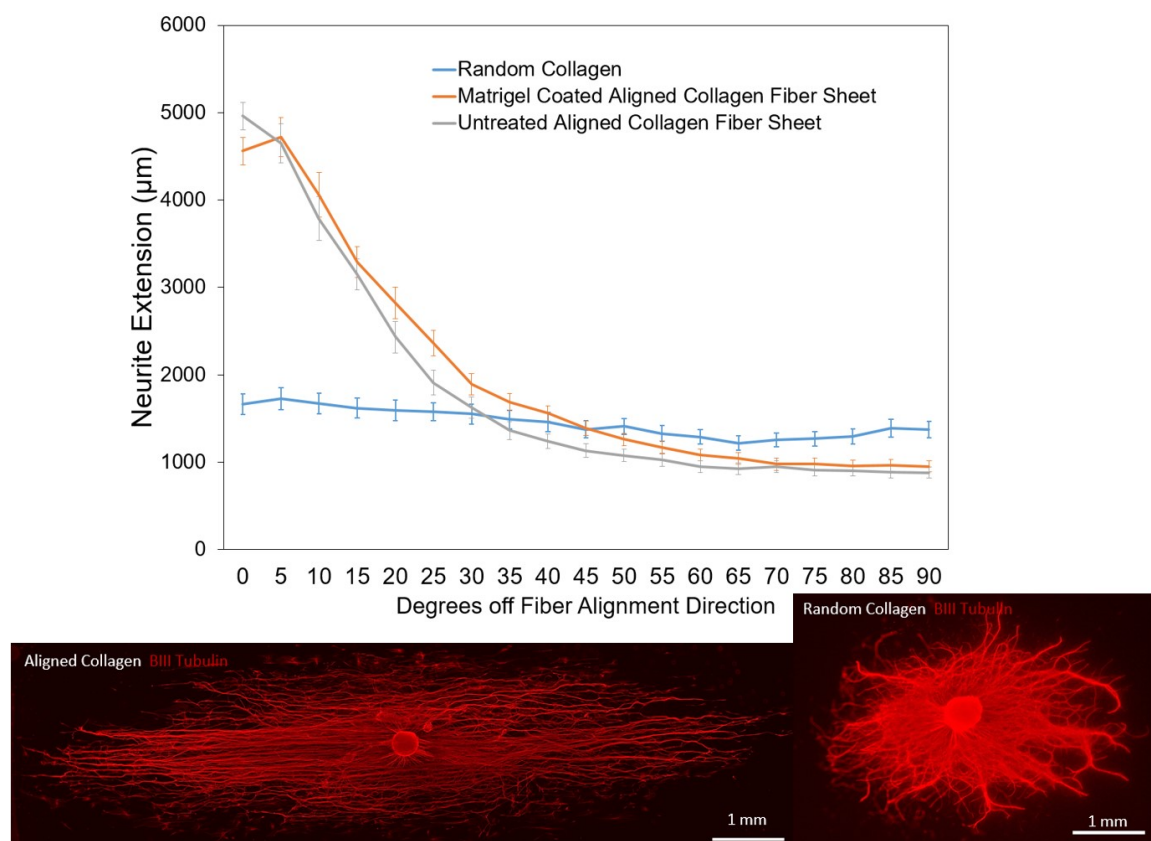 6000
5000
4000
3000
2000
1000
0
Neurite Extension (µm)
Random Collagen
Matrigel Coated Aligned Collagen Fiber Sheet
Untreated Aligned Collagen Fiber Sheet
0 5 10 15 20 25 30 35 40 45 50 55 60 65 70 75 80 85 90
Degrees off Fiber Alignment Direction
Aligned Collagen BIII Tubulin
1 mm
Random Collagen BIII Tubulin
1 mm